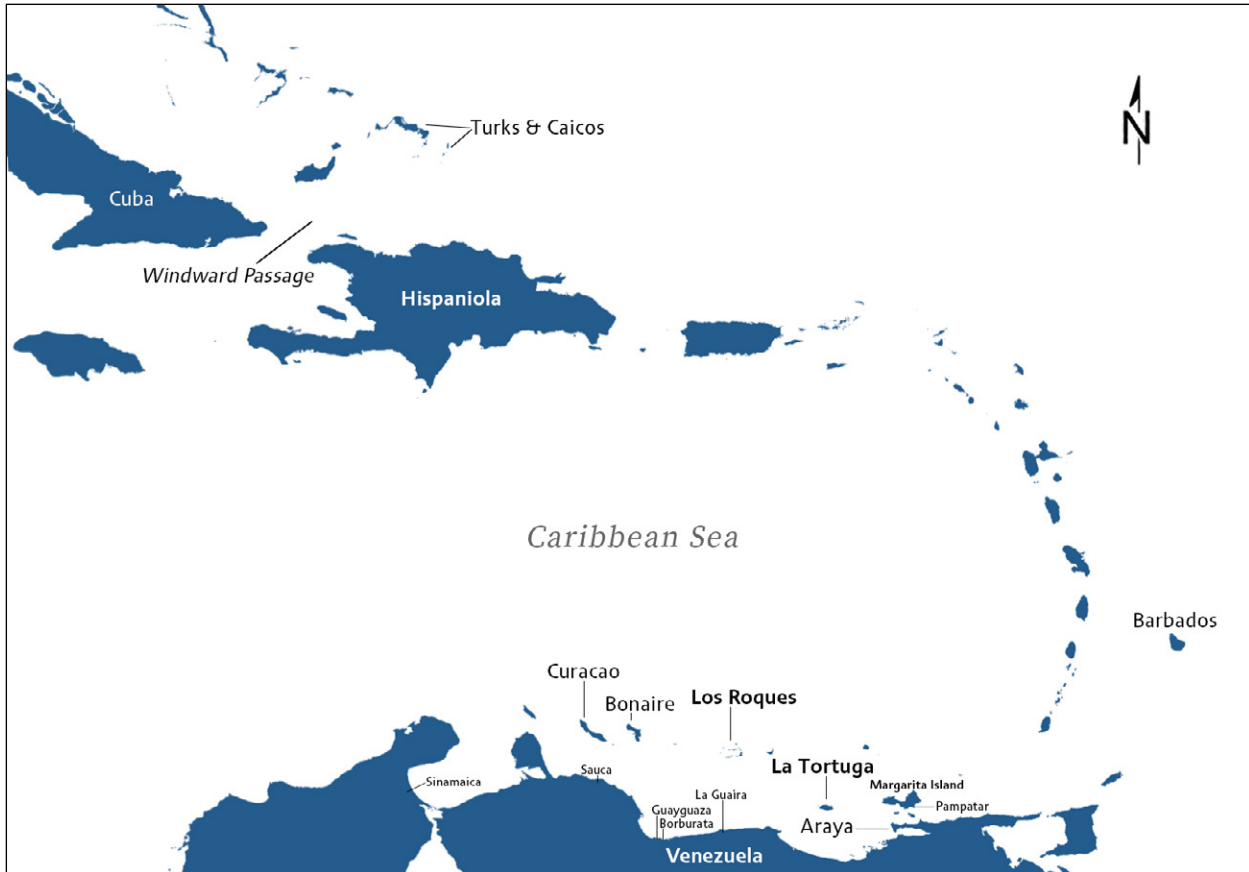 N
Turks & Caicos
Cuba
Windward Passage
Hispaniola
Caribbean Sea
Barbados
Curacao
Bonaire
Los Roques
La Tortuga
Sauca
Sinamaica
Margarita Island
La Guaira
Pampatar
Guayguaza
Borburata
Araya
Venezuela